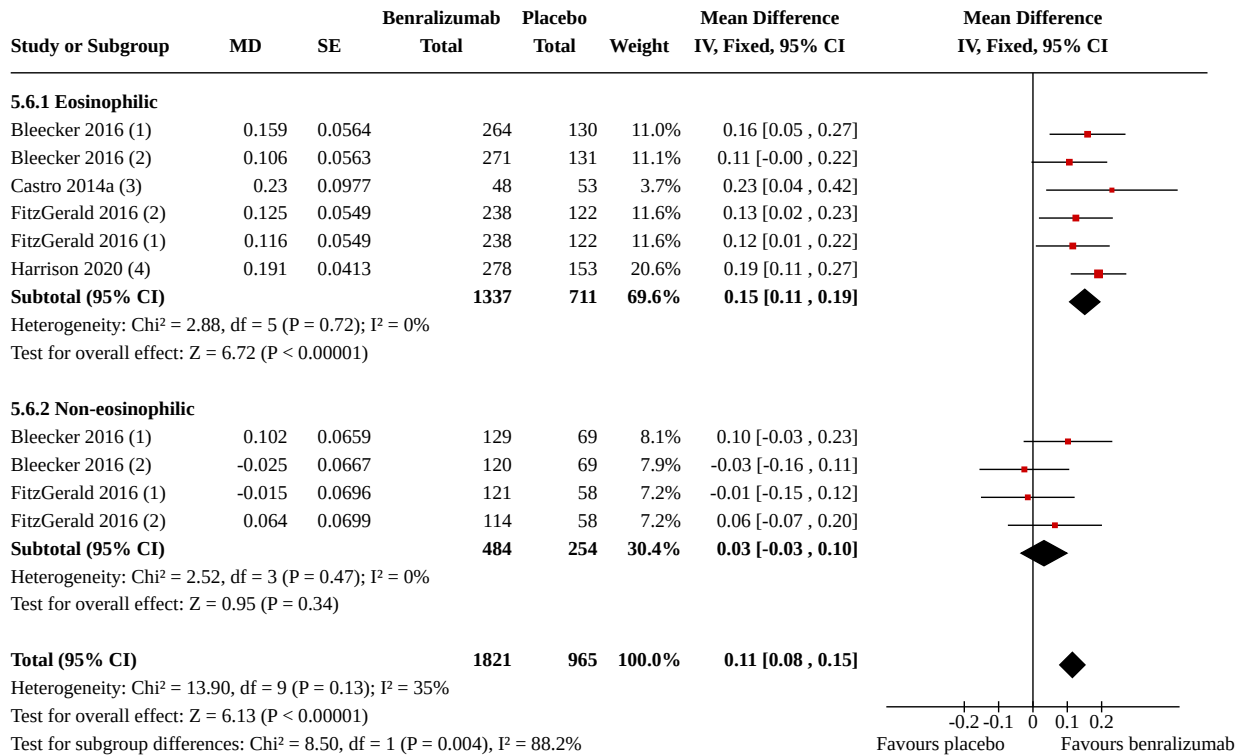 Benralizumab Placebo Mean Difference Mean Difference
Study or Subgroup MD SE Total Total Weight IV, Fixed, 95% CI IV, Fixed, 95% CI
5.6.1 Eosinophilic
Bleecker 2016 (1) 0.159 0.0564 264 130 11.0% 0.16 [0.05 , 0.27]
Bleecker 2016 (2) 0.106 0.0563 271 131 11.1% 0.11 [-0.00 , 0.22]
Castro 2014a (3) 0.23 0.0977 48 53 3.7% 0.23 [0.04 , 0.42]
FitzGerald 2016 (2) 0.125 0.0549 238 122 11.6% 0.13 [0.02 , 0.23]
FitzGerald 2016 (1) 0.116 0.0549 238 122 11.6% 0.12 [0.01 , 0.22]
Harrison 2020 (4) 0.191 0.0413 278 153 20.6% 0.19 [0.11 , 0.27]
Subtotal (95% CI) 1337 711 69.6% 0.15 [0.11 , 0.19]
Heterogeneity: Chi² = 2.88, df = 5 (P = 0.72); I² = 0%
Test for overall effect: Z = 6.72 (P < 0.00001)
5.6.2 Non-eosinophilic
Bleecker 2016 (1) 0.102 0.0659 129 69 8.1% 0.10 [-0.03 , 0.23]
Bleecker 2016 (2) -0.025 0.0667 120 69 7.9% -0.03 [-0.16 , 0.11]
FitzGerald 2016 (1) -0.015 0.0696 121 58 7.2% -0.01 [-0.15 , 0.12]
FitzGerald 2016 (2) 0.064 0.0699 114 58 7.2% 0.06 [-0.07 , 0.20]
Subtotal (95% CI) 484 254 30.4% 0.03 [-0.03 , 0.10]
Heterogeneity: Chi² = 2.52, df = 3 (P = 0.47); I² = 0%
Test for overall effect: Z = 0.95 (P = 0.34)
Total (95% CI) 1821 965 100.0% 0.11 [0.08 , 0.15]
Heterogeneity: Chi² = 13.90, df = 9 (P = 0.13); I² = 35%
Test for overall effect: Z = 6.13 (P < 0.00001) -0.2 -0.1 0 0.1 0.2
Test for subgroup differences: Chi² = 8.50, df = 1 (P = 0.004), I² = 88.2% Favours placebo Favours benralizumab